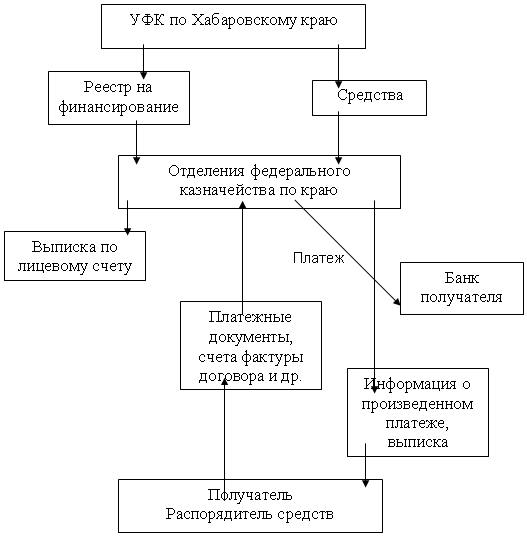 УФК по Хабаровскому краю
Реестр на
финансирование
Средства
Отделения федерального
казначейства по краю
Выписка по
лицевому счету
Платеж
Банк
получателя
Платежные
документы,
счета фактуры
договора и др.
Информация о
произведенном
платеже,
выписка
Получатель
Распорядитель средств